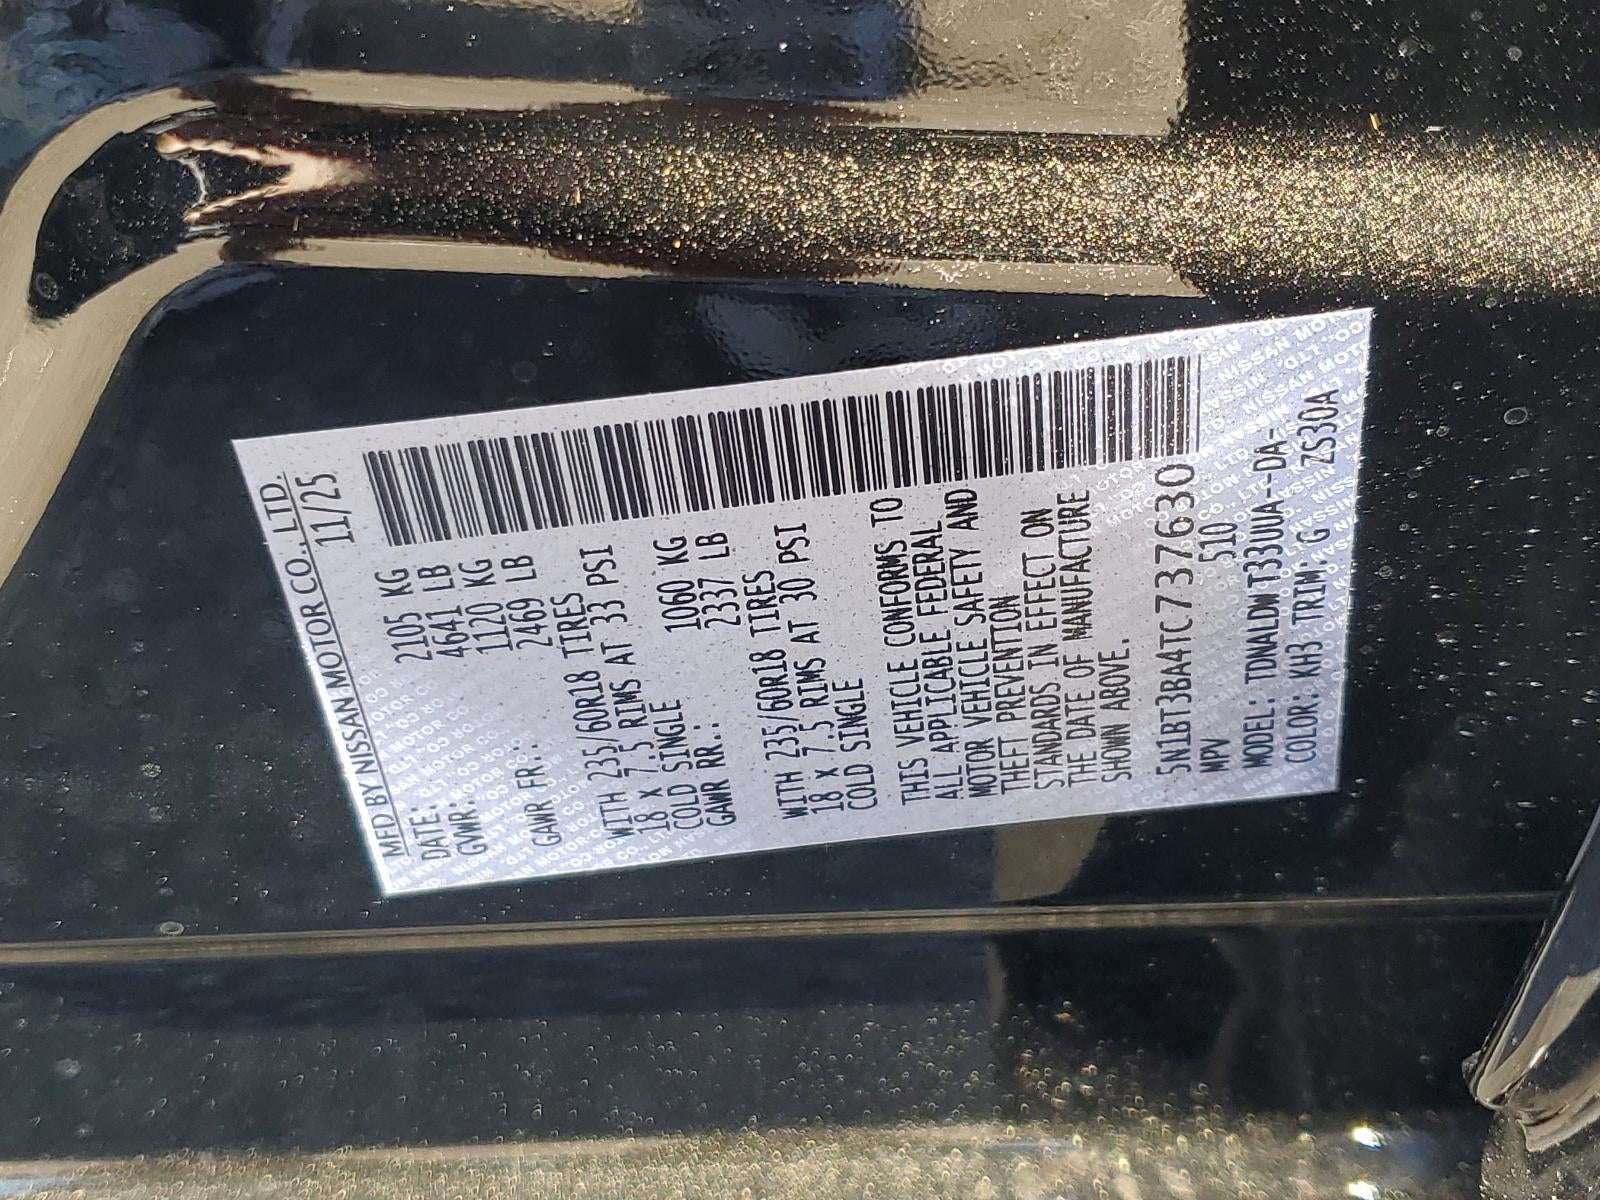 MFD BY NISSAN MOTOR CO., LTD.
DATE: 11/25
GVWR: 2105 KG
4641 LB
GAWR FR.: 1120 KG
2469 LB
WITH 235/60R18 TIRES
18 x 7.5 RIMS AT 33 PSI
COLD SINGLE
GAWR RR.: 1060 KG
2337 LB
WITH 235/60R18 TIRES
18 x 7.5 RIMS AT 30 PSI
COLD SINGLE
THIS VEHICLE CONFORMS TO
ALL APPLICABLE FEDERAL
MOTOR VEHICLE SAFETY AND
THEFT PREVENTION
STANDARDS IN EFFECT ON
THE DATE OF MANUFACTURE
SHOWN ABOVE.
5N1BT3BA4TC737630
MPV 510
MODEL: TDNALDW T33UUA--DA-
COLOR: KH3 TRIM: G ZS30A